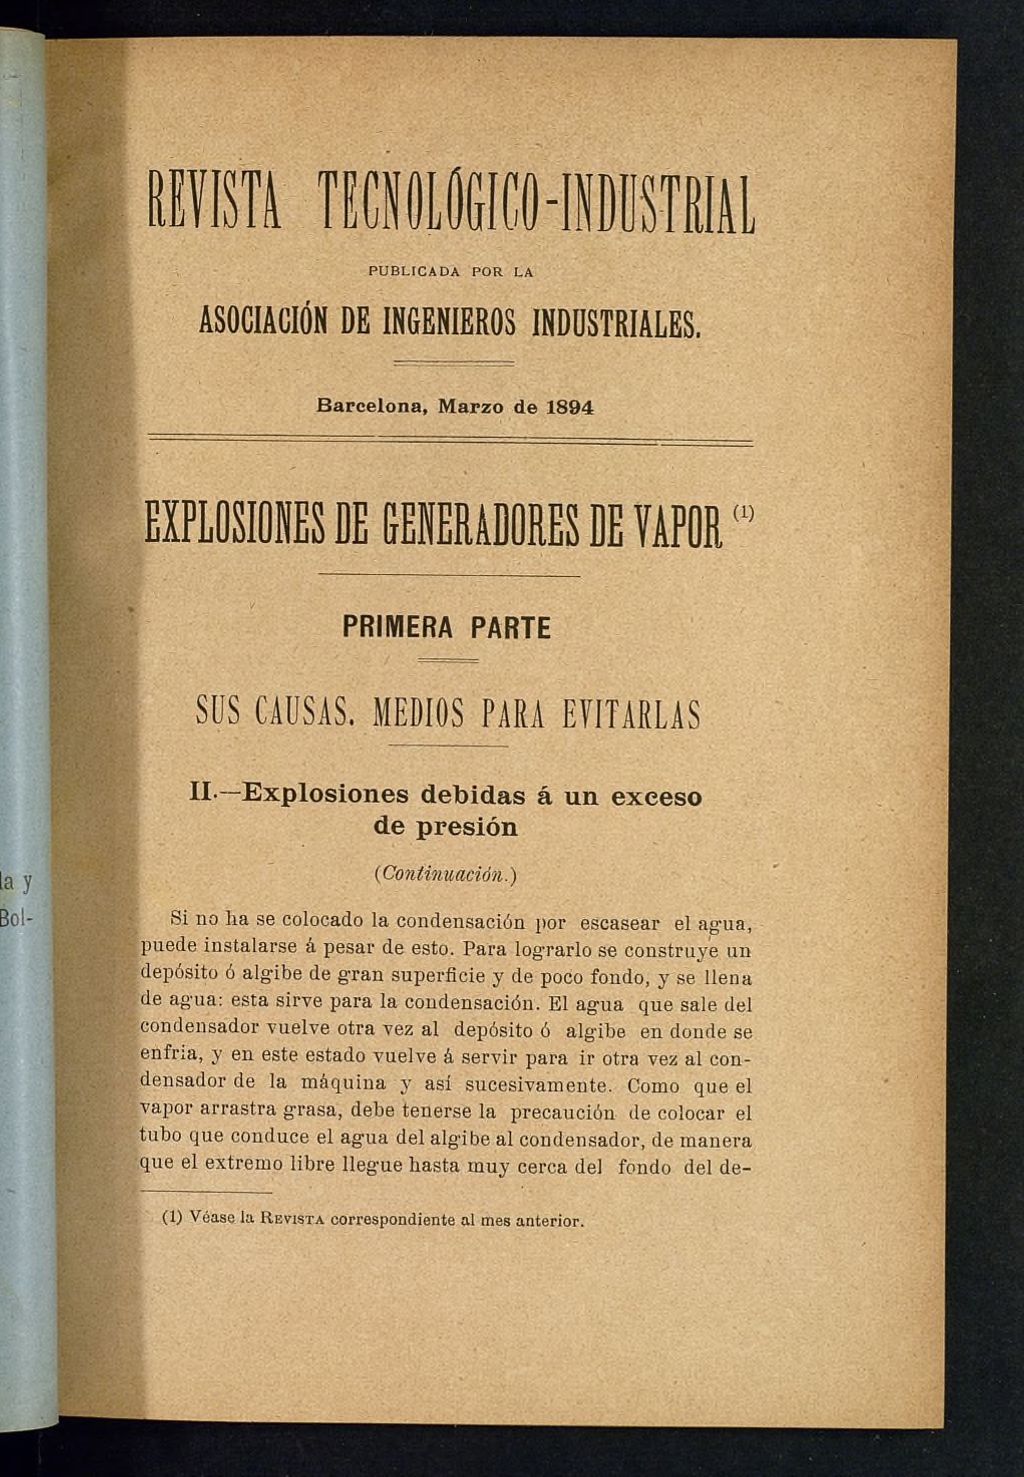 REVISTA TECNOLÓGICO-INDUSTRIAL
PUBLICADA POR LA
ASOCIACIÓN DE INGENIEROS INDUSTRIALES.
Barcelona, Marzo de 1894
EXPLOSIONES DE GENERADORES DE VAPOR (1)
PRIMERA PARTE
SUS CAUSAS. MEDIOS PARA EVITARLAS
II.—Explosiones debidas á un exceso
de presión
(Continuación.)
Si no ha se colocado la condensación por escasear el agua,
puede instalarse á pesar de esto. Para lograrlo se construye un
depósito ó algibe de gran superficie y de poco fondo, y se llena
de agua: esta sirve para la condensación. El agua que sale del
condensador vuelve otra vez al depósito ó algibe en donde se
enfria, y en este estado vuelve á servir para ir otra vez al con-
densador de la máquina y así sucesivamente. Como que el
vapor arrastra grasa, debe tenerse la precaución de colocar el
tubo que conduce el agua del algibe al condensador, de manera
que el extremo libre llegue hasta muy cerca del fondo del de-
(1) Véase la REVISTA correspondiente al mes anterior.
la y
Bol-